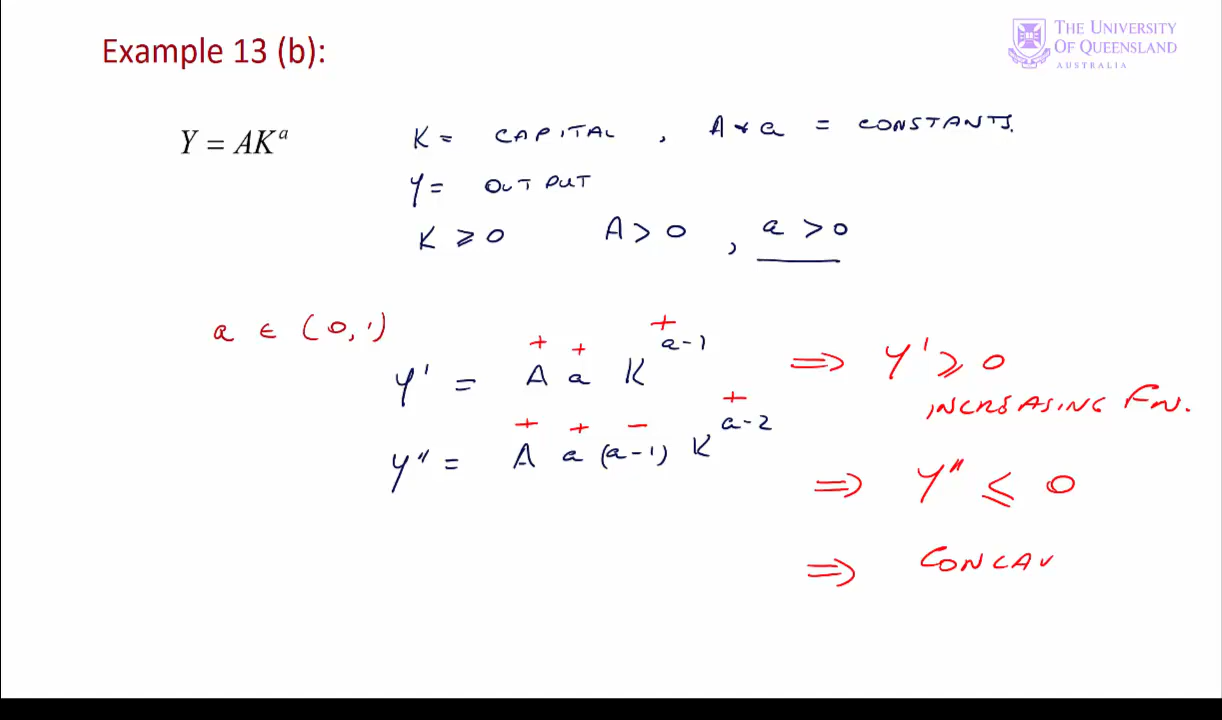 Example 13 (b):
THE UNIVERSITY
OF QUEENSLAND
AUSTRALIA
Y = AK^a
K = CAPITAL , A & a = CONSTANTS.
Y = OUTPUT
K ⩾ 0 A > 0 , a > 0
a ∈ (0,1)
+ + +
Y' = A a K^a-1 ⟹ Y' ⩾ 0
INCREASING FN.
+ + - +
Y" = A a (a-1) K^a-2
⟹ Y" ≤ 0
⟹ CONCAV